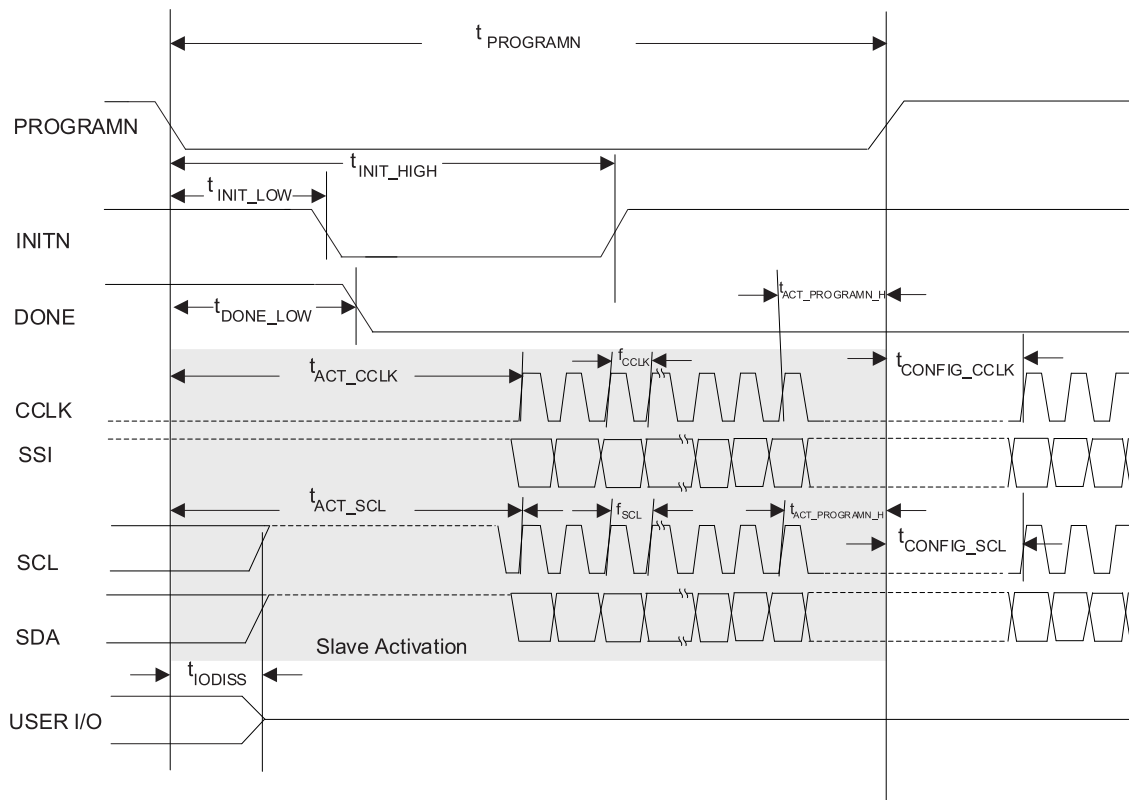 t PROGRAMN
PROGRAMN
t INIT_HIGH
t INIT_LOW
INITN
t DONE_LOW
t ACT_PROGRAMN_H
DONE
t ACT_CCLK
f CCLK
t CONFIG_CCLK
CCLK
SSI
t ACT_SCL
f SCL
t ACT_PROGRAMN_H
t CONFIG_SCL
SCL
SDA
Slave Activation
t IODISS
USER I/O